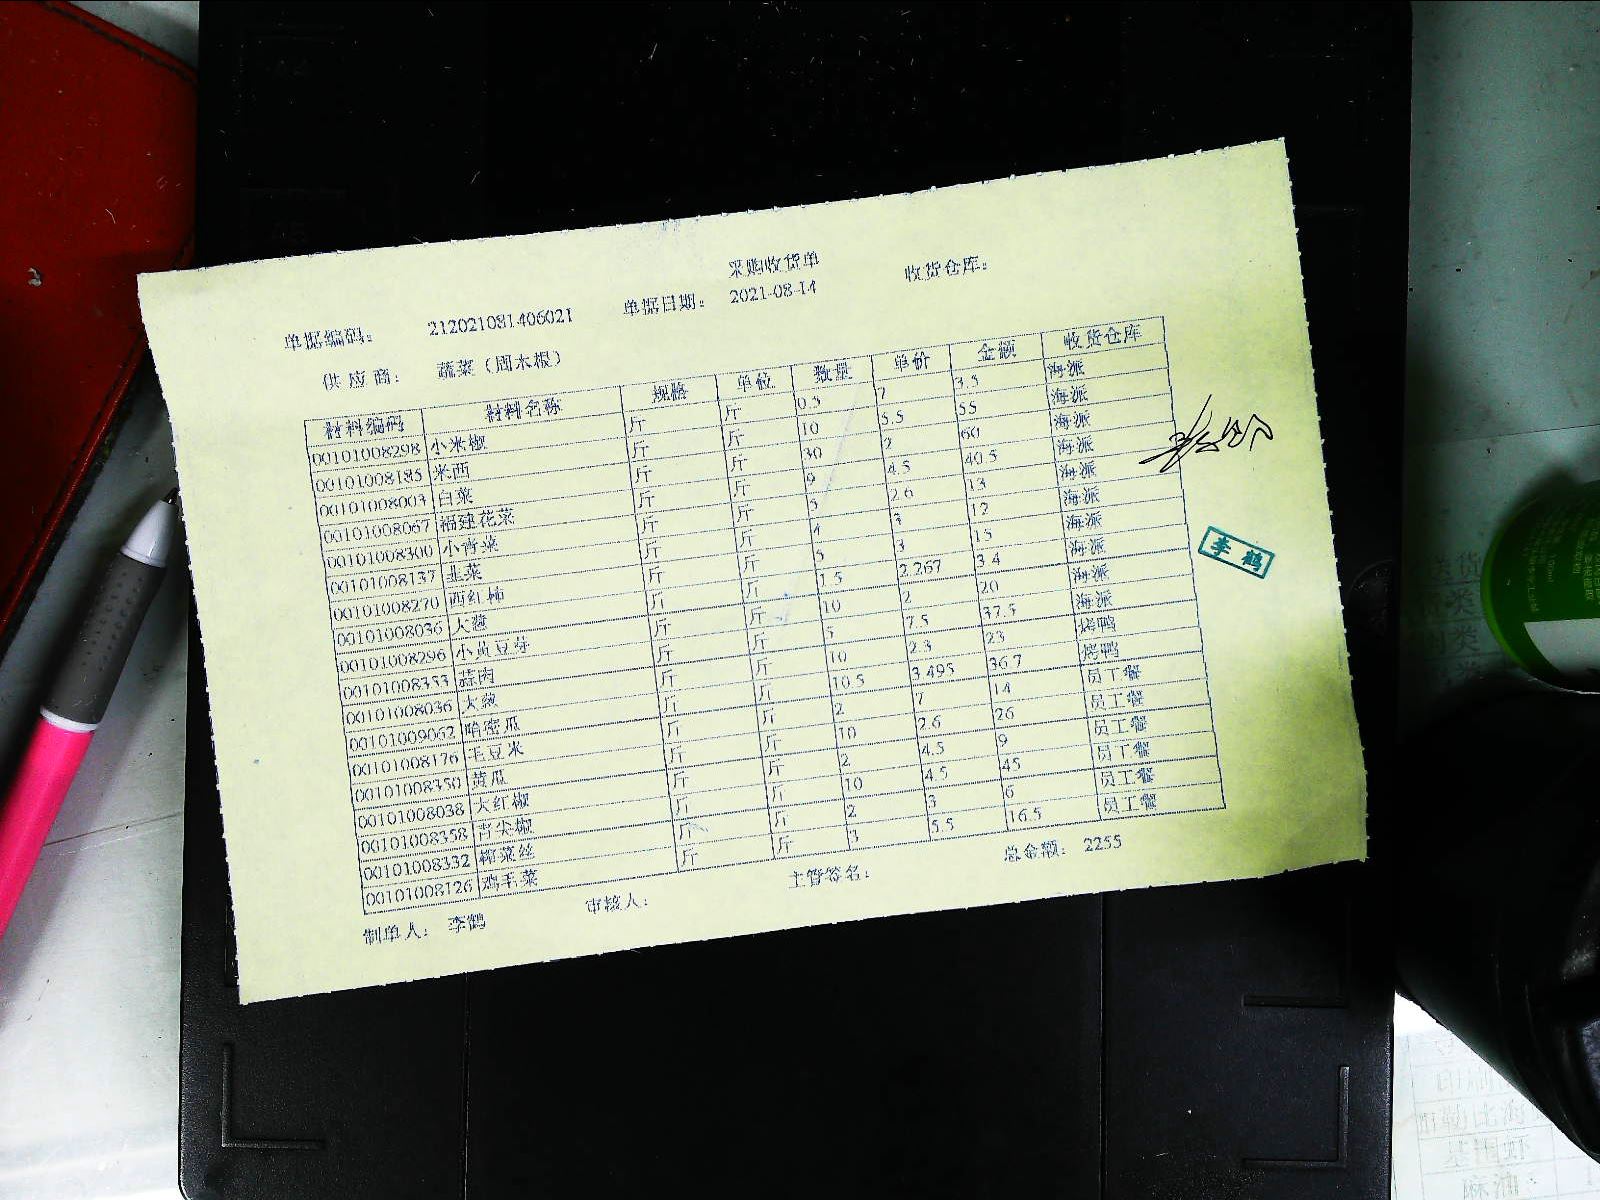 采购收货单
单据编码: 212021081406021 单据日期: 2021-08-14 收货仓库:
供应商: 蔬菜(周木根)
材料编码 材料名称 规格 单位 数量 单价 金额 收货仓库
00101008298 小米椒 斤 斤 0.5 7 3.5 海派
00101008185 米西 斤 斤 10 5.5 55 海派
白菜 斤 斤 30 2 60 海派
00101008067 福建花菜 斤 斤 9 4.5 40.5 海派
00101008300 小青菜 斤 斤 5 2.6 13 海派
00101008137 韭菜 斤 斤 4 3 12 海派
00101008270 西红柿 斤 斤 5 3 15 海派
00101008036 大葱 斤 斤 1.5 2.267 3.4 海派
00101008296 小黄豆芽 斤 斤 10 2 20 海派
00101008353 蒜肉 斤 斤 5 7.5 37.5 海派
00101008036 大葱 斤 斤 10 2.3 23 烤鸭
00101009062 哈密瓜 斤 斤 10.5 3.495 36.7 烤鸭
00101008176 毛豆米 斤 斤 2 7 14 员工餐
00101008350 黄瓜 斤 斤 10 2.6 26 员工餐
00101008038 大红椒 斤 斤 2 4.5 9 员工餐
00101008358 青尖椒 斤 斤 10 4.5 45 员工餐
00101008332 榨菜丝 斤 斤 2 3 6 员工餐
00101008126 鸡毛菜 斤 斤 3 5.5 16.5 员工餐
制单人: 李鹤 审核人: 主管签名: 总金额: 2255
李鹤